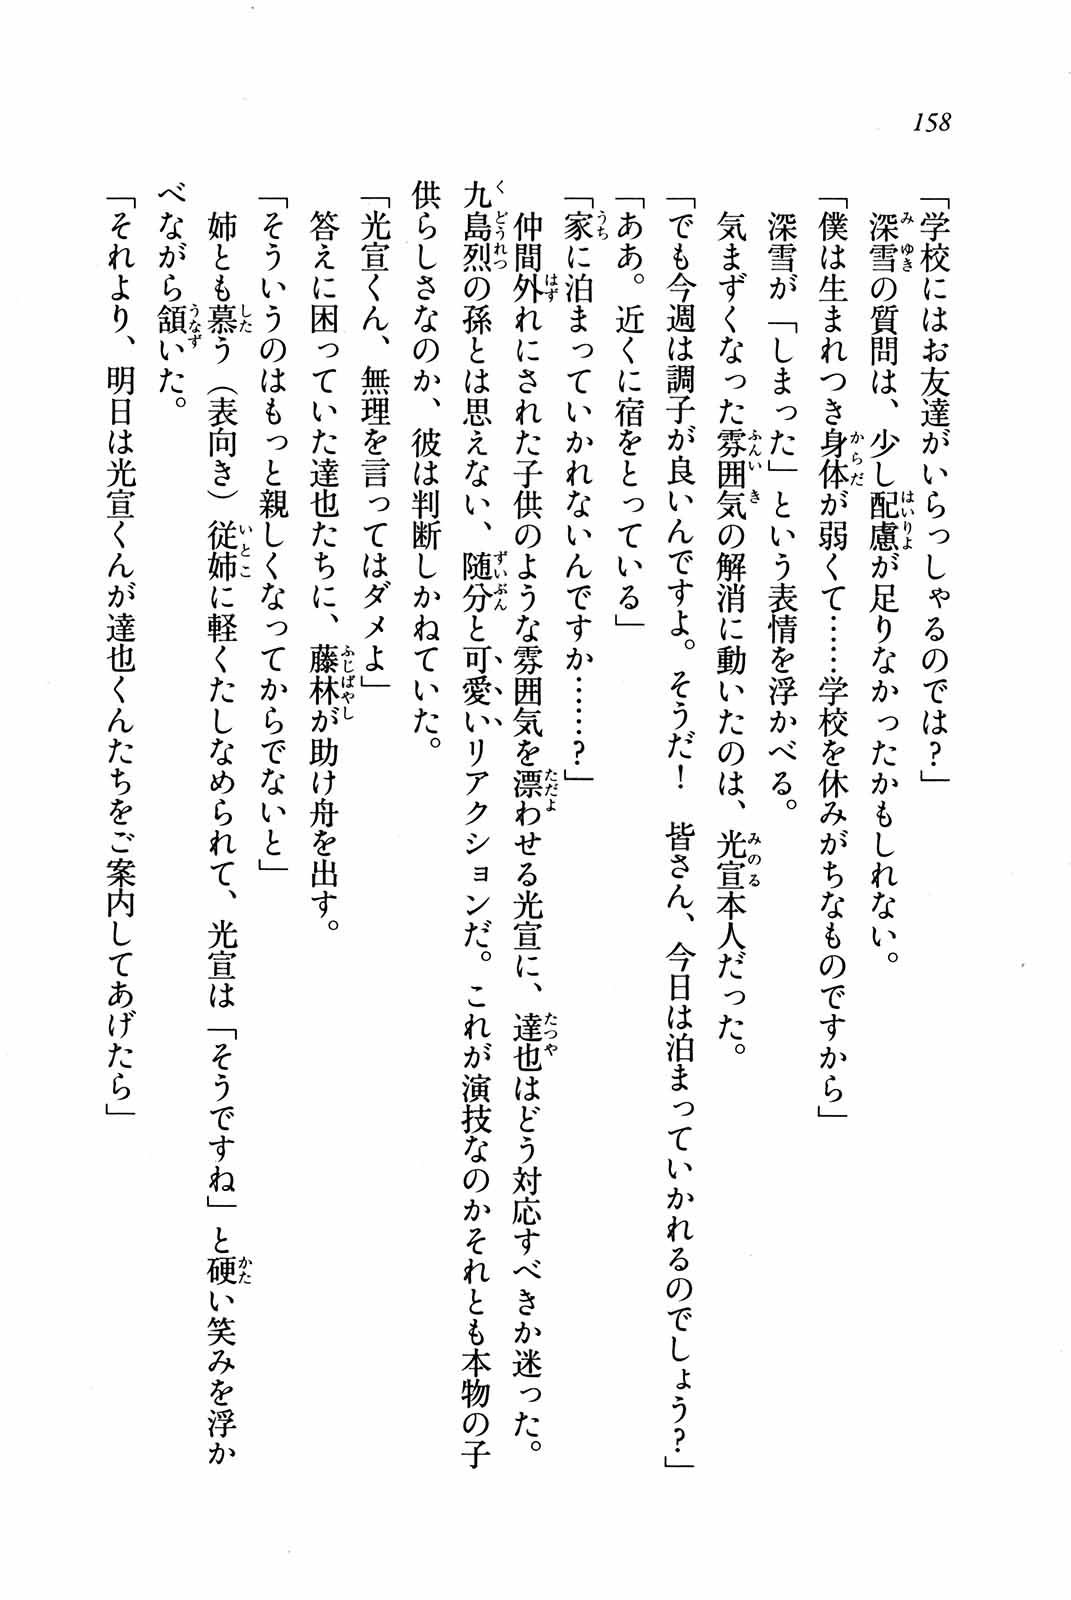 158
「学校にはお友達がいらっしゃるのでは？」
深雪の質問は、少し配慮が足りなかったかもしれない。
「僕は生まれつき身体が弱くて……学校を休みがちなものですから」
深雪が「しまった」という表情を浮かべる。
気まずくなった雰囲気の解消に動いたのは、光宣本人だった。
「でも今週は調子が良いんですよ。そうだ！　皆さん、今日は泊まっていかれるのでしょう？」
「ああ。近くに宿をとっている」
「家に泊まっていかれないんですか……？」
仲間外れにされた子供のような雰囲気を漂わせる光宣に、達也はどう対応すべきか迷った。
九島烈の孫とは思えない、随分と可愛いリアクションだ。これが演技なのかそれとも本物の子
供らしさなのか、彼は判断しかねていた。
「光宣くん、無理を言ってはダメよ」
答えに困っていた達也たちに、藤林が助け舟を出す。
「そういうのはもっと親しくなってからでないと」
姉とも慕う（表向き）従姉に軽くたしなめられて、光宣は「そうですね」と硬い笑みを浮か
べながら頷いた。
「それより、明日は光宣くんが達也くんたちをご案内してあげたら」